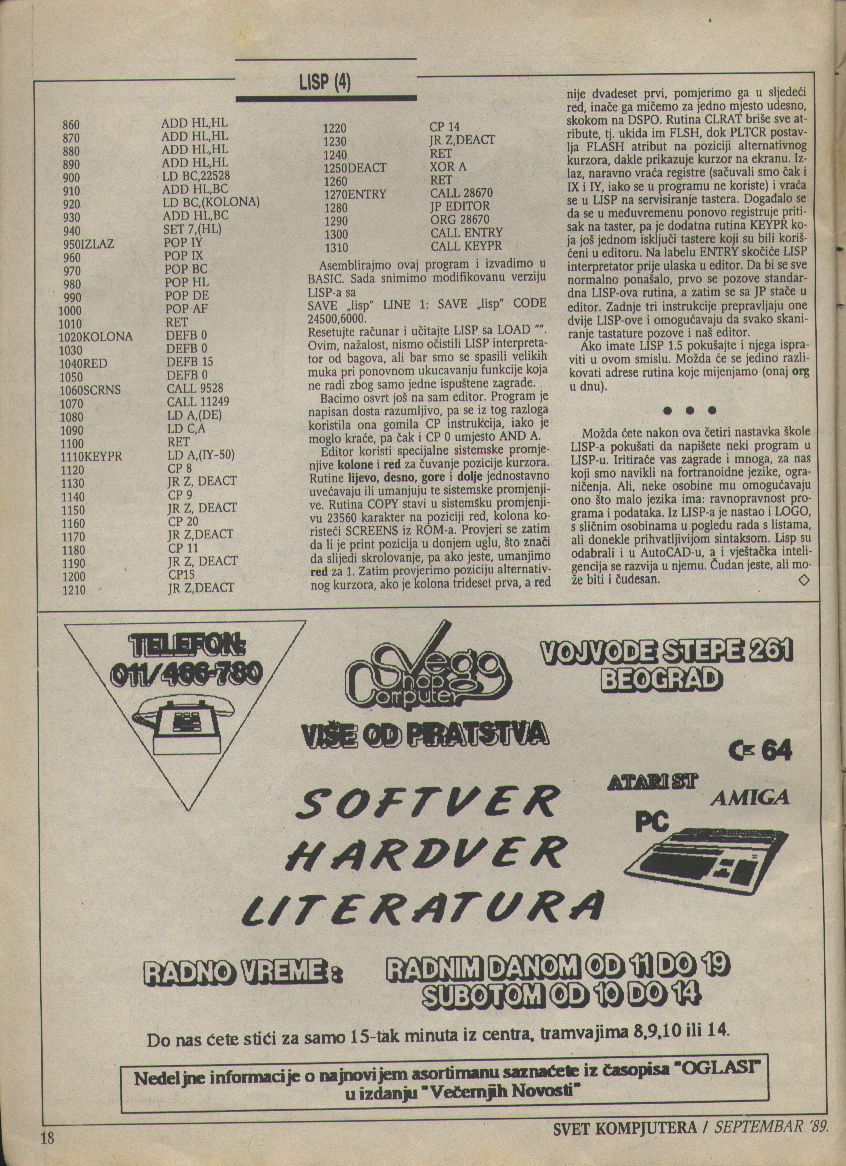 LISP (4)
860 ADD HL,HL
870 ADD HL,HL
880 ADD HL,HL
890 ADD HL,HL
900 LD BC,22528
910 ADD HL,BC
920 LD BC,(KOLONA)
930 ADD HL,BC
940 SET 7,(HL)
950IZLAZ POP IY
960 POP IX
970 POP BC
980 POP HL
990 POP DE
1000 POP AF
1010 RET
1020KOLONA DEFB 0
1030 DEFB 0
1040RED DEFB 15
1050 DEFB 0
1060SCRNS CALL 9528
1070 CALL 11249
1080 LD A,(DE)
1090 LD C,A
1100 RET
1110KEYPR LD A,(IY-50)
1120 CP 8
1130 JR Z, DEACT
1140 CP 9
1150 JR Z, DEACT
1160 CP 20
1170 JR Z,DEACT
1180 CP 11
1190 JR Z, DEACT
1200 CP15
1210 JR Z,DEACT
1220 CP 14
1230 JR Z,DEACT
1240 RET
1250DEACT XOR A
1260 RET
1270ENTRY CALL 28670
1280 JP EDITOR
1290 ORG 28670
1300 CALL ENTRY
1310 CALL KEYPR
Asemblirajmo ovaj program i izvadimo u
BASIC. Sada snimimo modifikovanu verziju
LISP-a sa
SAVE „lisp” LINE 1: SAVE „lisp” CODE
24500,6000.
Resetujte računar i učitajte LISP sa LOAD "".
Ovim, nažalost, nismo očistili LISP interpreta-
tor od bagova, ali bar smo se spasili velikih
muka pri ponovnom ukucavanju funkcije koja
ne radi zbog samo jedne ispuštene zagrade.
Bacimo osvrt još na sam editor. Program je
napisan dosta razumljivo, pa se iz tog razloga
koristila ona gomila CP instrukcija, iako je
moglo kraće, pa čak i CP 0 umjesto AND A.
Editor koristi specijalne sistemske promje-
njive kolone i red za čuvanje pozicije kurzora.
Rutine lijevo, desno, gore i dolje jednostavno
uvećavaju ili umanjuju te sistemske promjenji-
ve. Rutina COPY stavi u sistemšku promjenji-
vu 23560 karakter na poziciji red, kolona ko-
risteći SCREENS iz ROM-a. Provjeri se zatim
da li je print pozicija u donjem uglu, što znači
da slijedi skrolovanje, pa ako jeste, umanjimo
red za 1. Zatim provjerimo poziciju alternativ-
nog kurzora, ako je kolona trideset prva, a red
nije dvadeset prvi, pomjerimo ga u sljedeći
red, inače ga mičemo za jedno mjesto udesno,
skokom na DSPO. Rutina CLRAT briše sve at-
ribute, tj. ukida im FLSH, dok PLTCR postav-
lja FLASH atribut na poziciji alternativnog
kurzora, dakle prikazuje kurzor na ekranu. Iz-
laz, naravno vraća registre (sačuvali smo čak i
IX i IY, iako se u programu ne koriste) i vraća
se u LISP na servisiranje tastera. Događalo se
da se u međuvremenu ponovo registruje priti-
sak na taster, pa je dodatna rutina KEYPR ko-
ja još jednom isključi tastere koji su bili koriš-
ćeni u editoru. Na labelu ENTRY skočiće LISP
interpretator prije ulaska u editor. Da bi se sve
normalno ponašalo, prvo se pozove standar-
dna LISP-ova rutina, a zatim se sa JP stače u
editor. Zadnje tri instrukcije prepravljaju one
dvije LISP-ove i omogućavaju da svako skani-
ranje tastature pozove i naš editor.
Ako imate LISP 1.5 pokušajte i njega ispra-
viti u ovom smislu. Možda će se jedino razli-
kovati adrese rutina koje mijenjamo (onaj org
u dnu).
• • •
Možda ćete nakon ova četiri nastavka škole
LISP-a pokušati da napišete neki program u
LISP-u. Iritiraće vas zagrade i mnoga, za nas
koji smo navikli na fortranoidne jezike, ogra-
ničenja. Ali, neke osobine mu omogućavaju
ono što malo jezika ima: ravnopravnost pro-
grama i podataka. Iz LISP-a je nastao i LOGO,
s sličnim osobinama u pogledu rada s listama,
ali donekle prihvatljivijom sintaksom. Lisp su
odabrali i u AutoCAD-u, a i vještačka inteli-
gencija se razvija u njemu. Čudan jeste, ali mo-
že biti i čudesan. ◇
TELEFON:
011/466-780
Svegg
Shop
Computer
VIŠE OD PIRATSTVA
VOJVODE STEPE 261
BEOGRAD
C= 64
ATARI ST
AMIGA
PC
SOFTVER
HARDVER
LITERATURA
RADNO VREME : RADNIM DANOM OD 11 DO 19
SUBOTOM OD 10 DO 14
Do nas ćete stići za samo 15-tak minuta iz centra, tramvajima 8,9,10 ili 14.
Nedeljne informacije o najnovijem asortimanu saznaćete iz časopisa "OGLASI"
u izdanju "Večernjih Novosti"
18
SVET KOMPJUTERA / SEPTEMBAR '89.